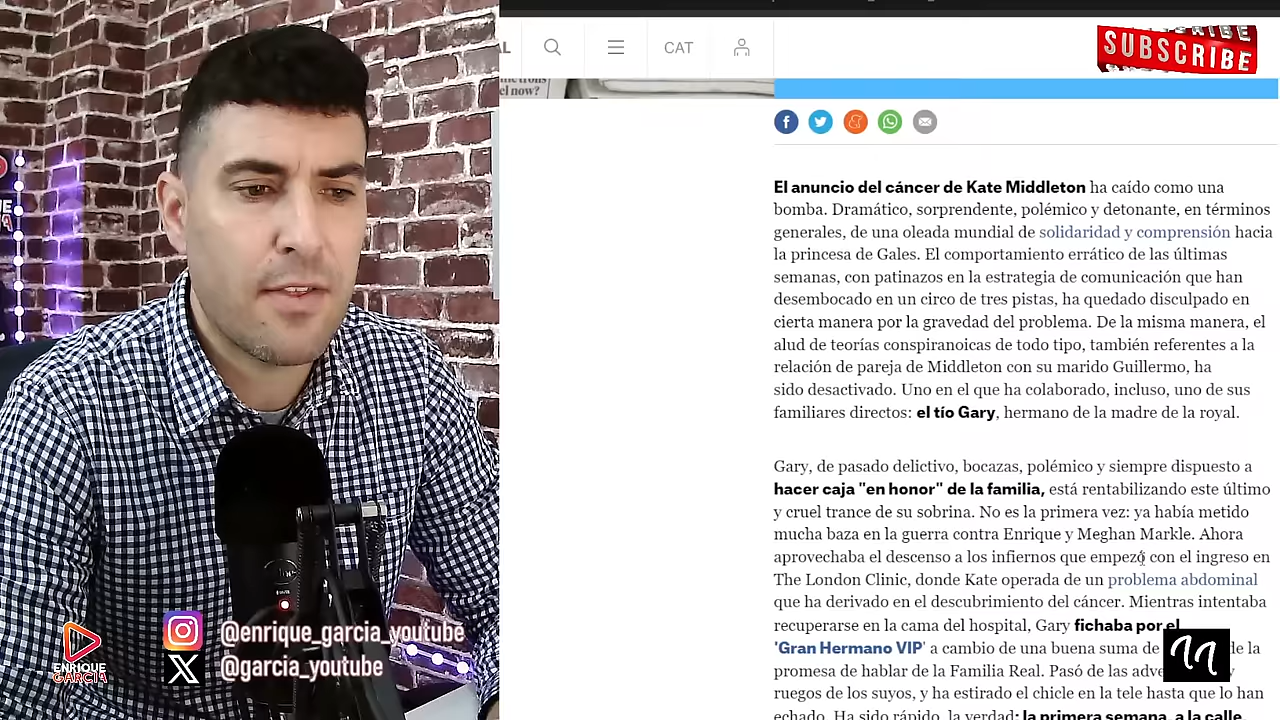 AL
CAT
SUBSCRIBE
el now?
El anuncio del cáncer de Kate Middleton ha caído como una
bomba. Dramático, sorprendente, polémico y detonante, en términos
generales, de una oleada mundial de solidaridad y comprensión hacia
la princesa de Gales. El comportamiento errático de las últimas
semanas, con patinazos en la estrategia de comunicación que han
desembocado en un circo de tres pistas, ha quedado disculpado en
cierta manera por la gravedad del problema. De la misma manera, el
alud de teorías conspiranoicas de todo tipo, también referentes a la
relación de pareja de Middleton con su marido Guillermo, ha
sido desactivado. Uno en el que ha colaborado, incluso, uno de sus
familiares directos: el tío Gary, hermano de la madre de la royal.
Gary, de pasado delictivo, bocazas, polémico y siempre dispuesto a
hacer caja "en honor" de la familia, está rentabilizando este último
y cruel trance de su sobrina. No es la primera vez: ya había metido
mucha baza en la guerra contra Enrique y Meghan Markle. Ahora
aprovechaba el descenso a los infiernos que empezó con el ingreso en
The London Clinic, donde Kate operada de un problema abdominal
que ha derivado en el descubrimiento del cáncer. Mientras intentaba
recuperarse en la cama del hospital, Gary fichaba por el
'Gran Hermano VIP' a cambio de una buena suma de de la
promesa de hablar de la Familia Real. Pasó de las y
ruegos de los suyos, y ha estirado el chicle en la tele hasta que lo han
echado. Ha sido rápido, la verdad: la primera semana, a la calle.
@enrique_garcia_youtube
@garcia_youtube
ENRIQUE
GARCIA